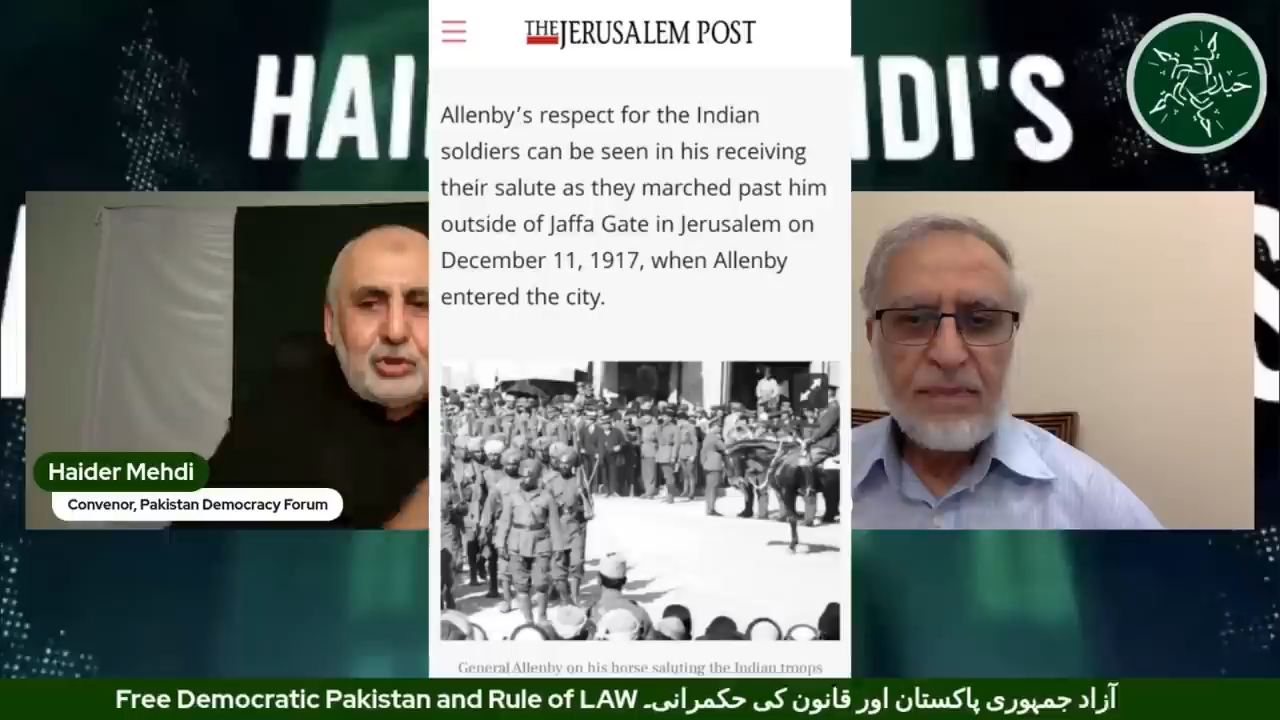 HAI
NDI'S
حیدر
THE JERUSALEM POST
Allenby's respect for the Indian
soldiers can be seen in his receiving
their salute as they marched past him
outside of Jaffa Gate in Jerusalem on
December 11, 1917, when Allenby
entered the city.
General Allenby on his horse saluting the Indian troops
Haider Mehdi
Convenor, Pakistan Democracy Forum
Free Democratic Pakistan and Rule of LAW آزاد جمہوری پاکستان اور قانون کی حکمرانی۔